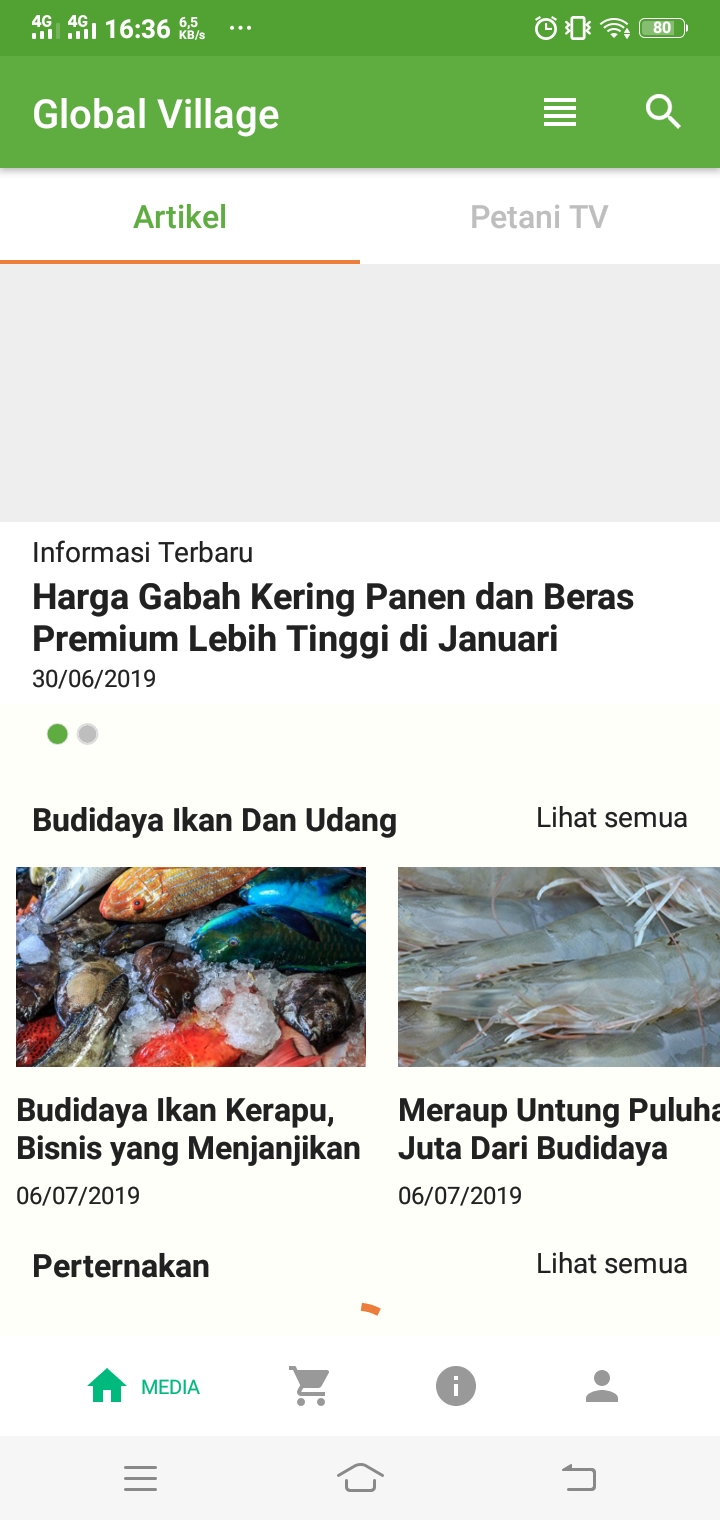 4G 4G 16:36 6,5 KB/s ... 80
Global Village
Artikel Petani TV
Informasi Terbaru
Harga Gabah Kering Panen dan Beras
Premium Lebih Tinggi di Januari
30/06/2019
Budidaya Ikan Dan Udang Lihat semua
Budidaya Ikan Kerapu,
Bisnis yang Menjanjikan
06/07/2019
Meraup Untung Puluha
Juta Dari Budidaya
06/07/2019
Perternakan Lihat semua
MEDIA